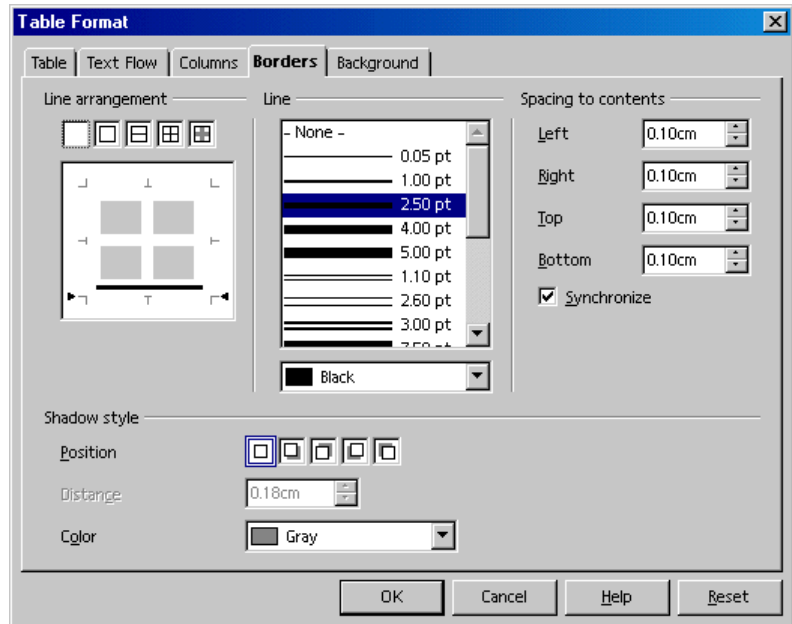 Table Format
Table Text Flow Columns Borders Background
Line arrangement
Line
- None -
0.05 pt
1.00 pt
2.50 pt
4.00 pt
5.00 pt
1.10 pt
2.60 pt
3.00 pt
Black
Spacing to contents
Left 0.10cm
Right 0.10cm
Top 0.10cm
Bottom 0.10cm
Synchronize
Shadow style
Position
Distance 0.18cm
Color Gray
OK Cancel Help Reset